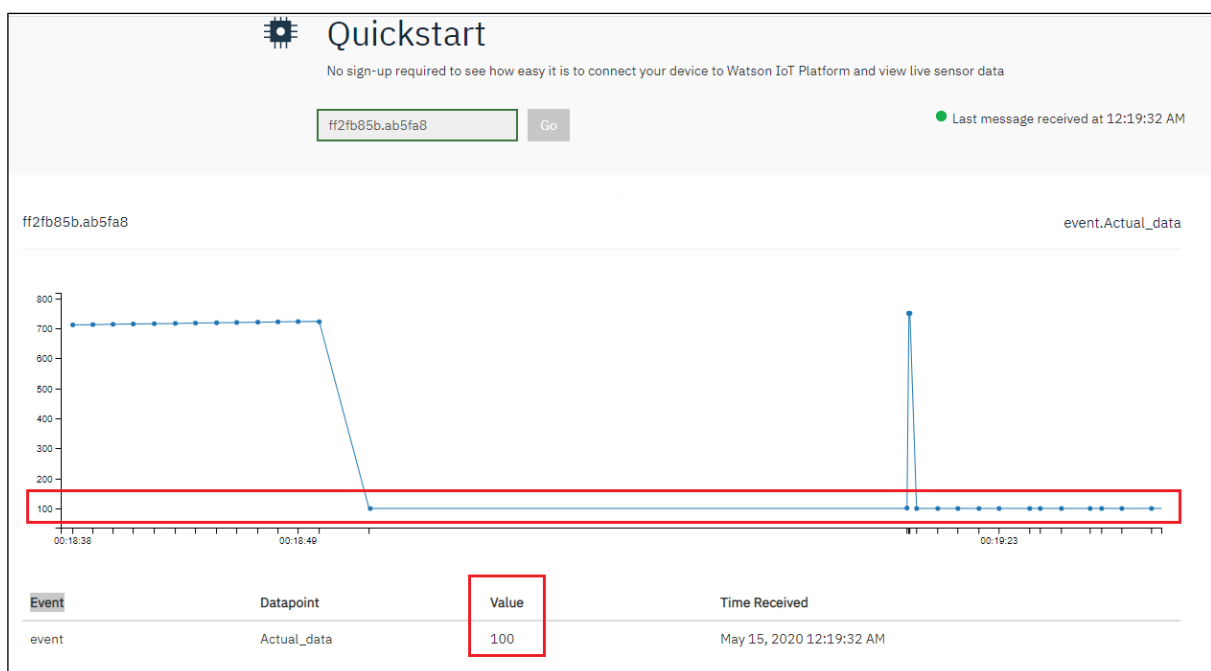 Quickstart
No sign-up required to see how easy it is to connect your device to Watson IoT Platform and view live sensor data
ff2fb85b.ab5fa8 Go Last message received at 12:19:32 AM
ff2fb85b.ab5fa8 event.Actual_data
800
700
600
500
400
300
200
100
00:18:38 00:18:49 00:19:23
Event Datapoint Value Time Received
event Actual_data 100 May 15, 2020 12:19:32 AM